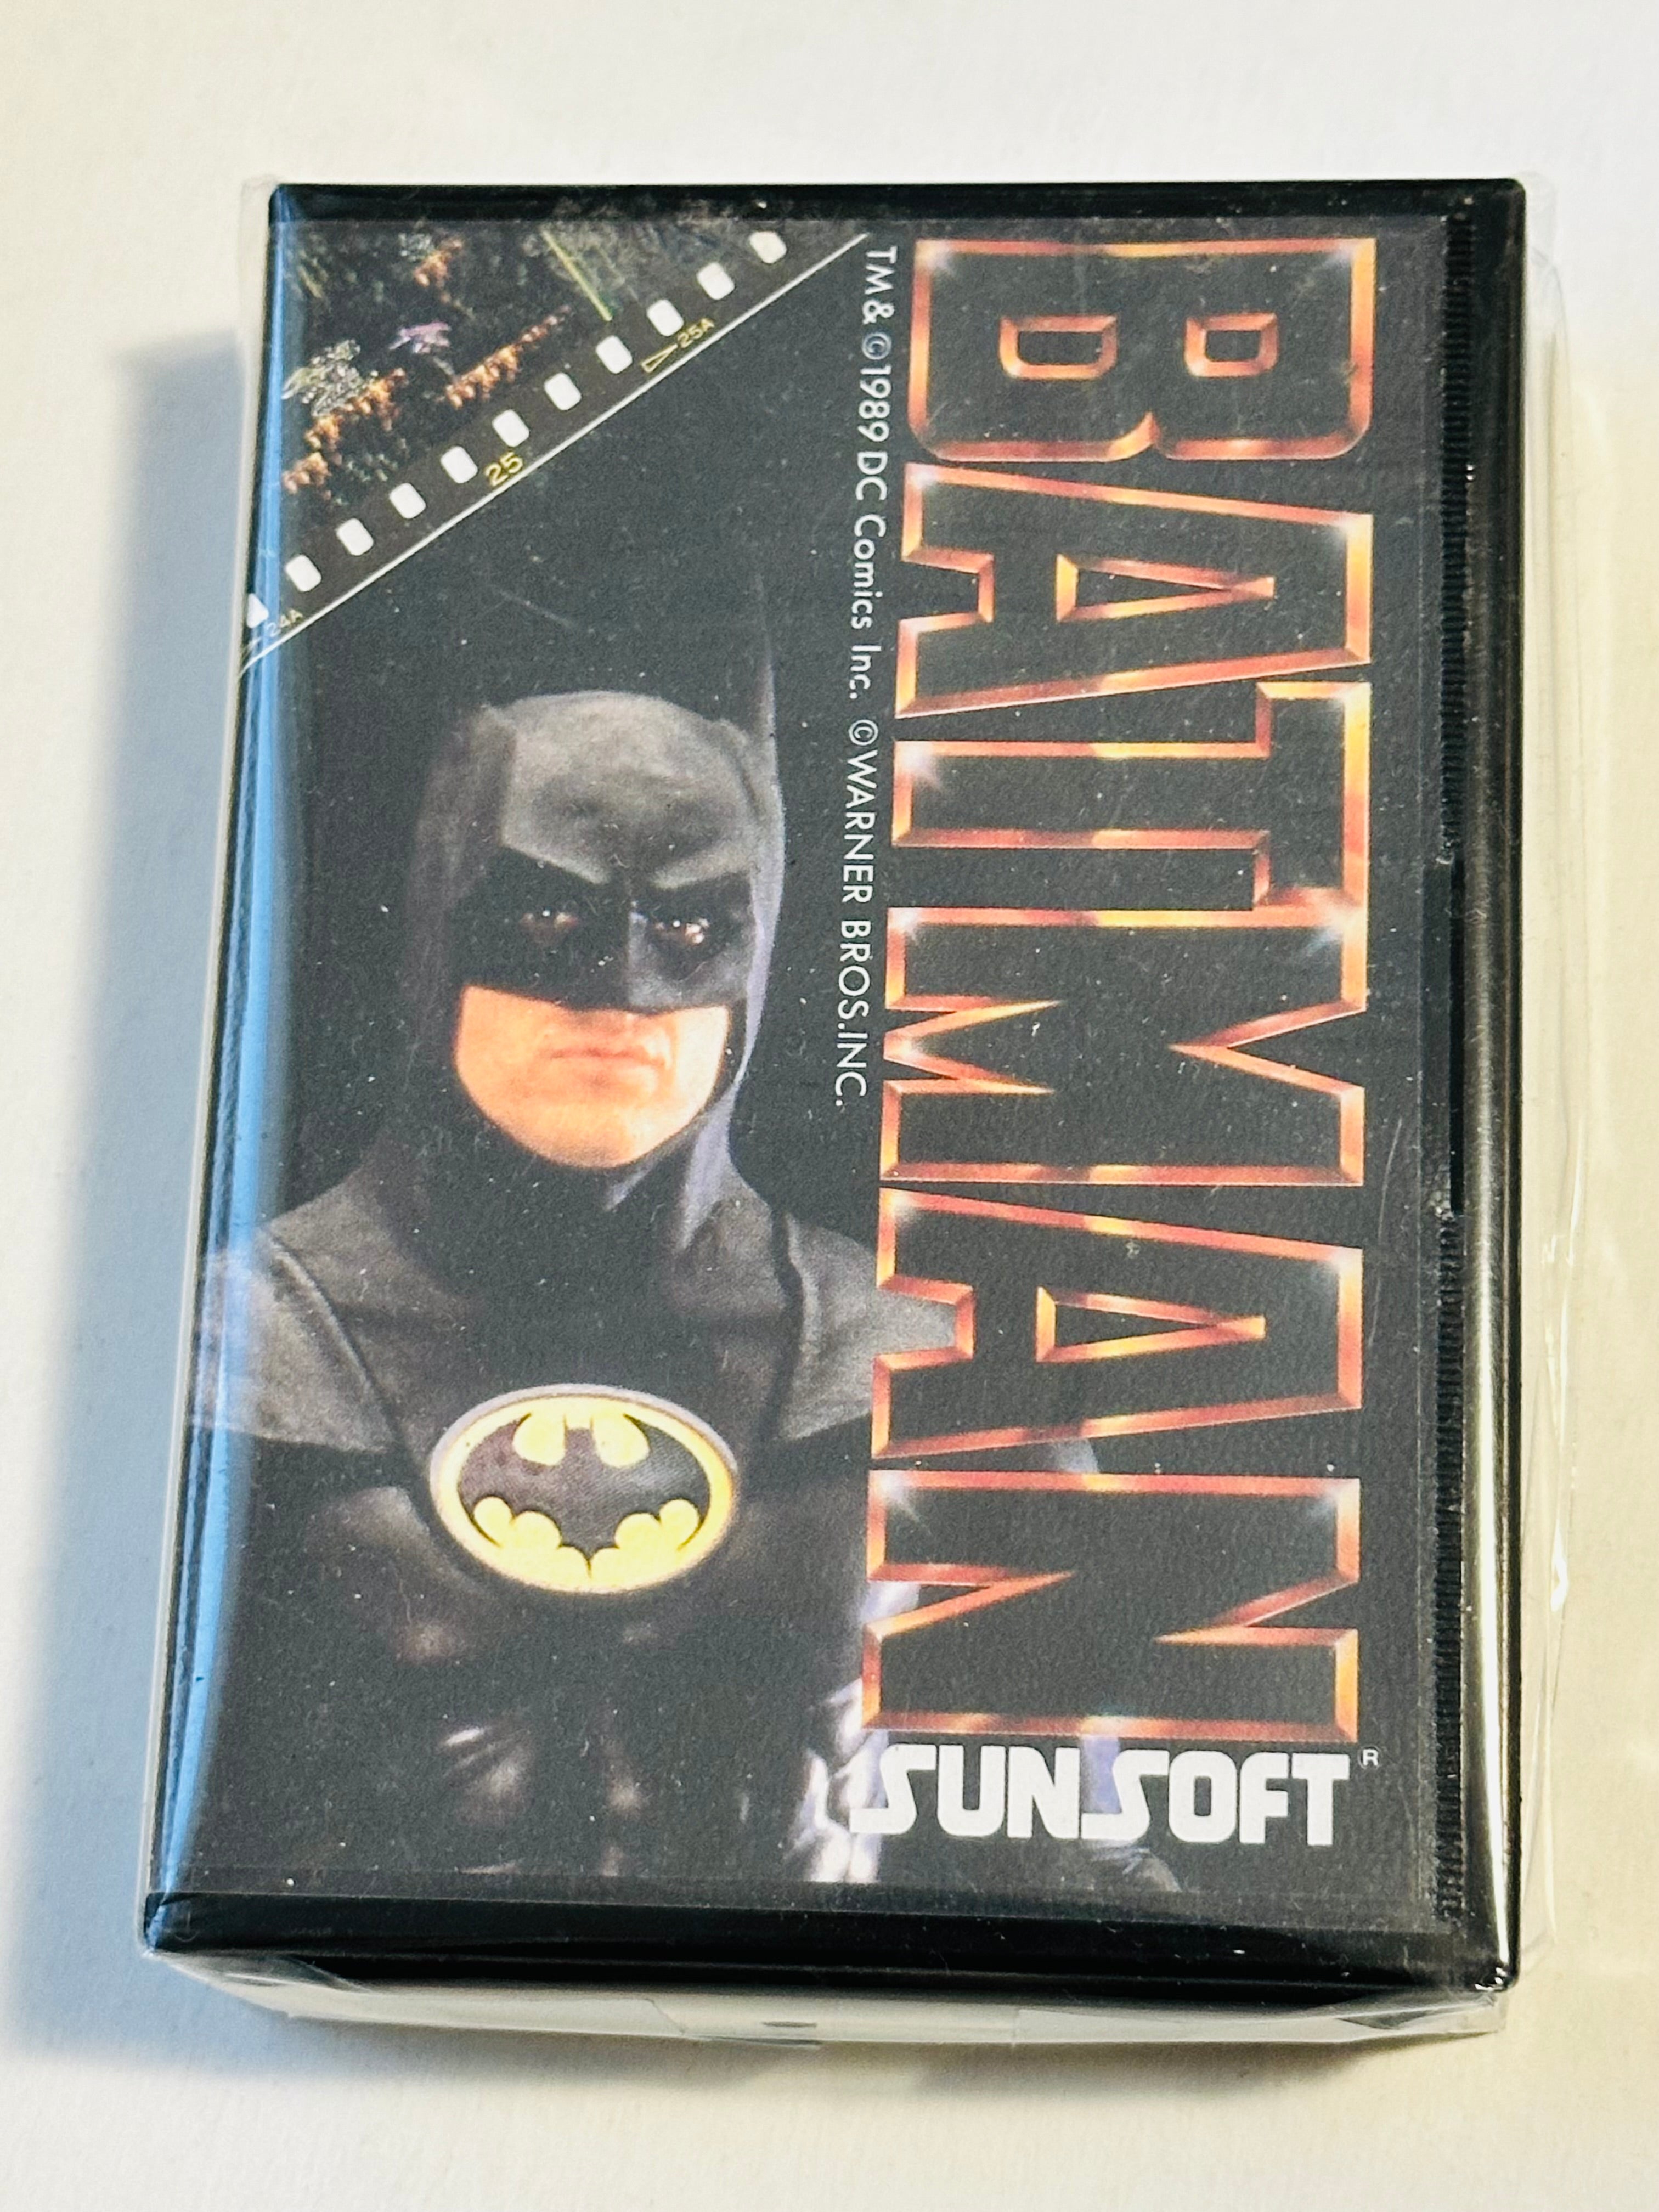 BATMAN
SUNSOFT®
TM & ©1989 DC Comics Inc. ©WARNER BROS.INC.
25A
25
24A